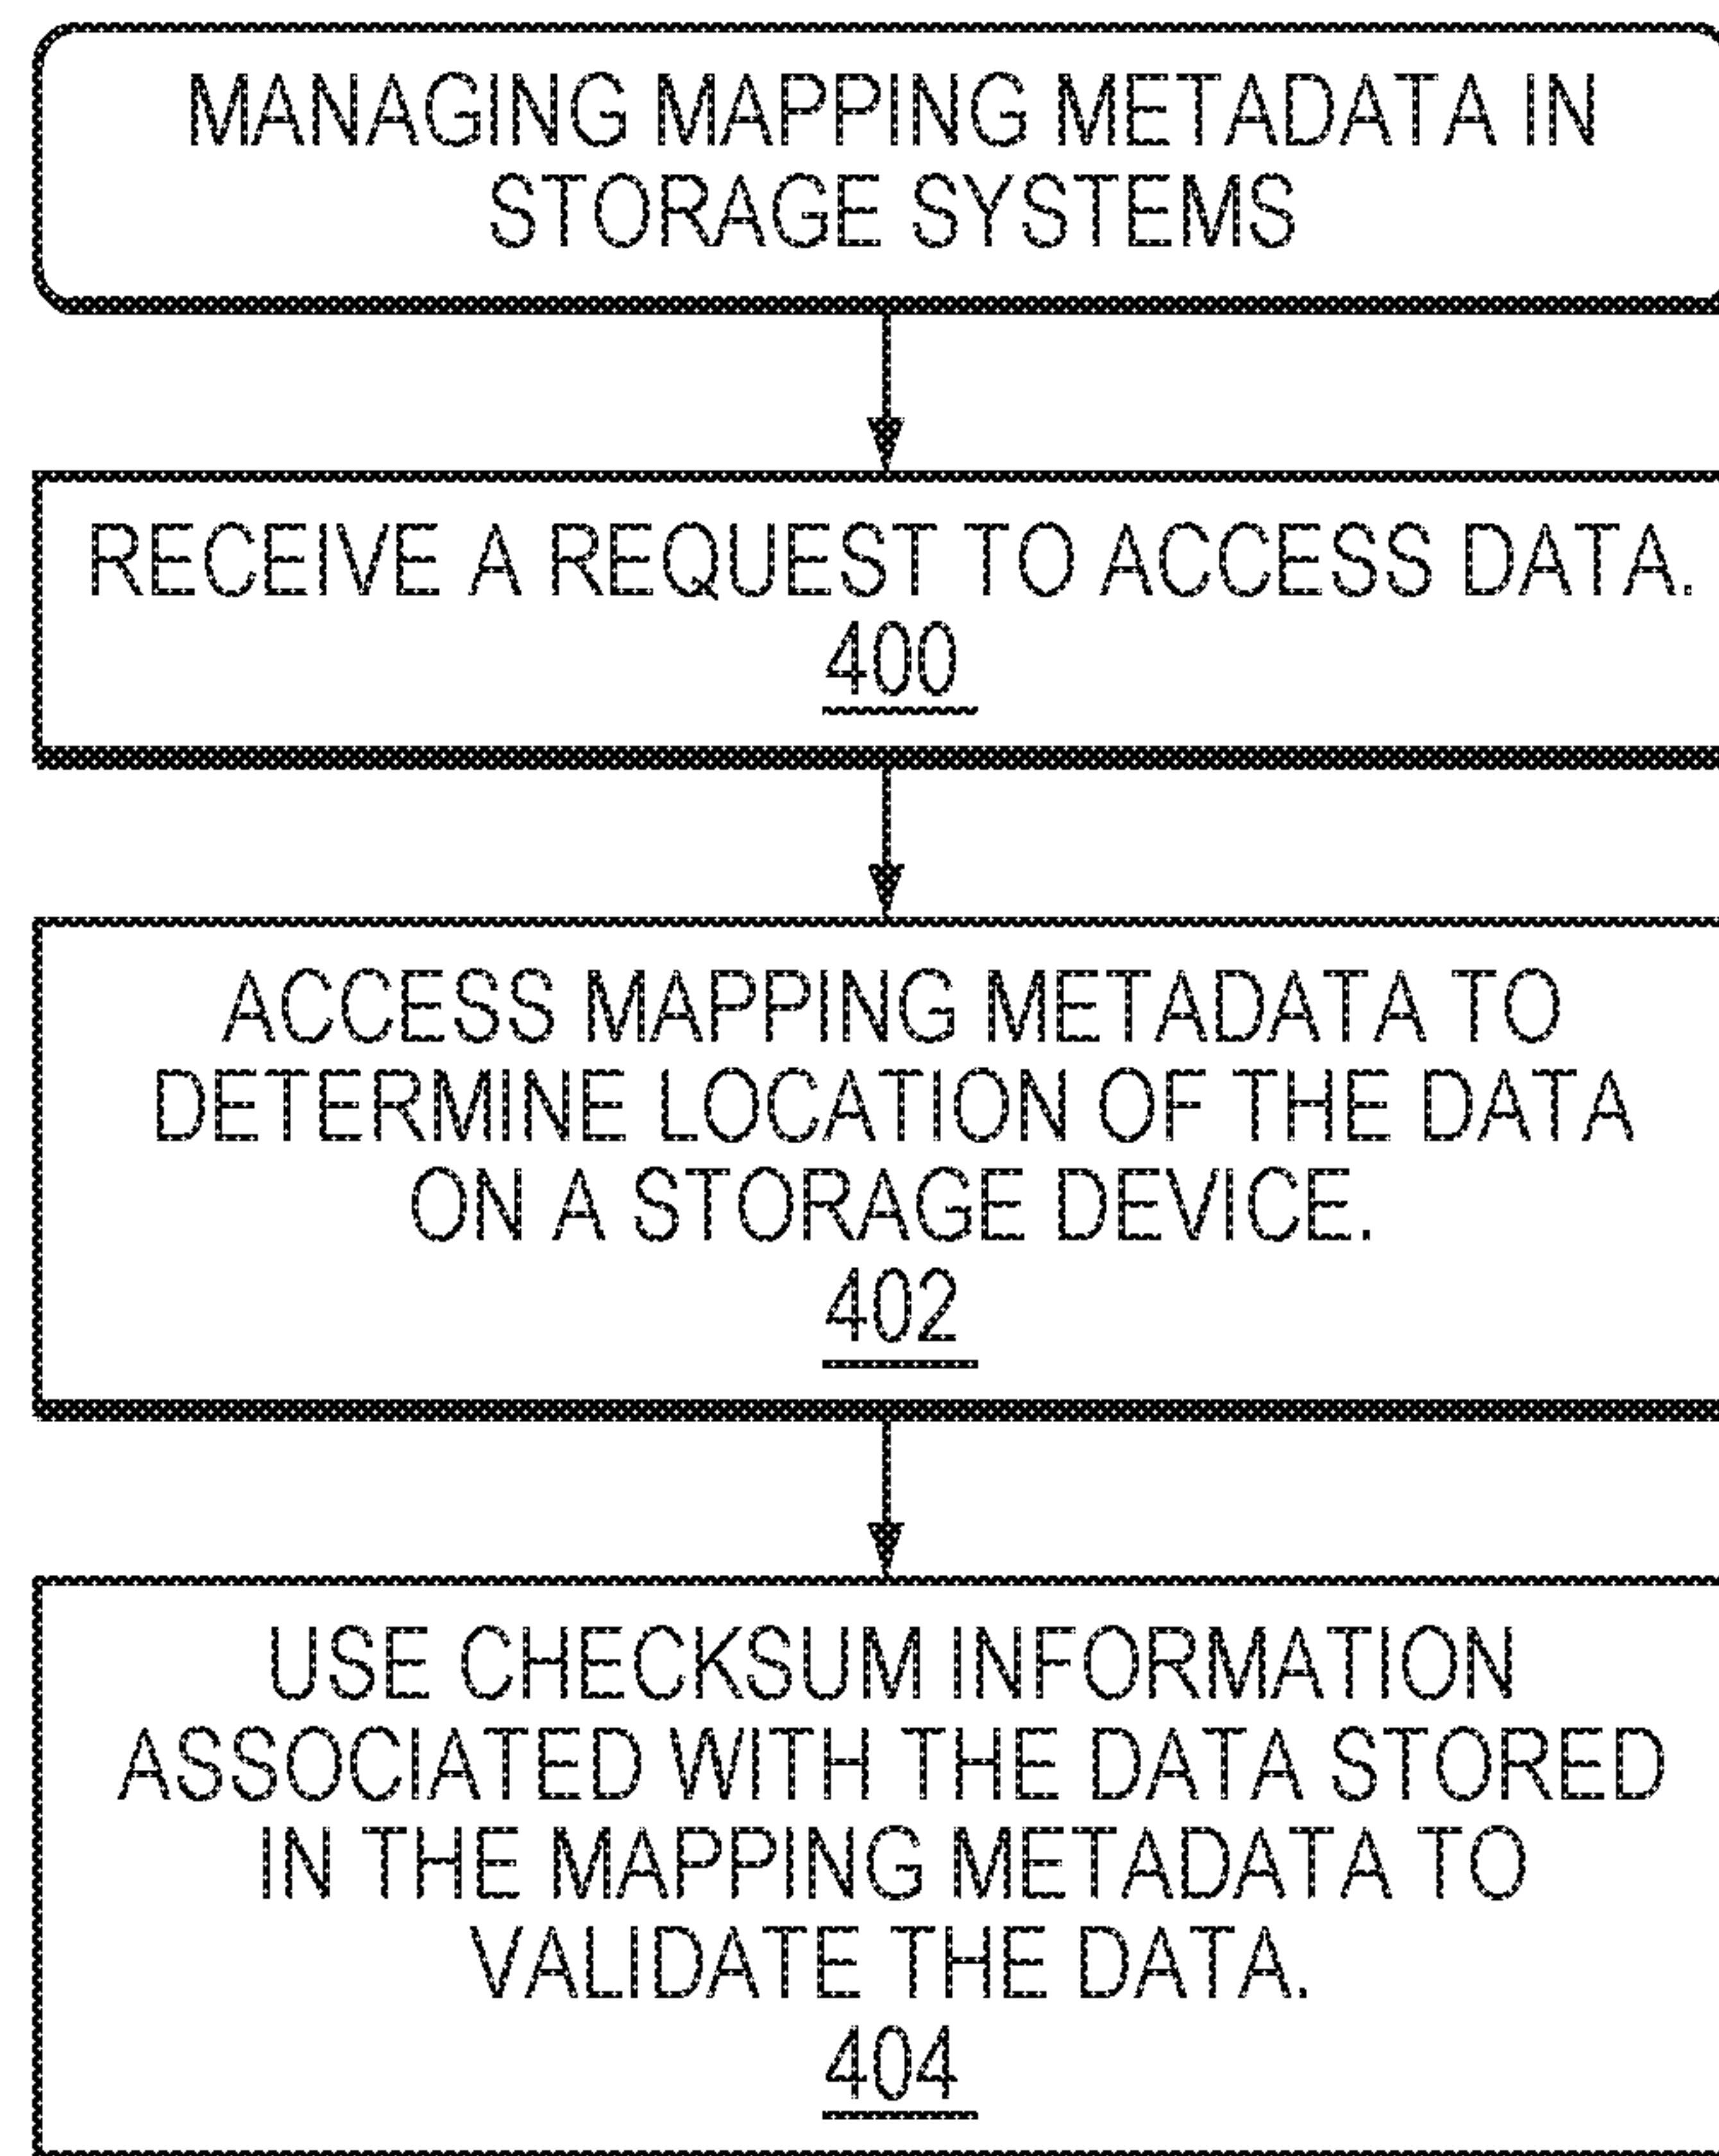 MANAGING MAPPING METADATA IN
STORAGE SYSTEMS
RECEIVE A REQUEST TO ACCESS DATA.
400
ACCESS MAPPING METADATA TO
DETERMINE LOCATION OF THE DATA
ON A STORAGE DEVICE.
402
USE CHECKSUM INFORMATION
ASSOCIATED WITH THE DATA STORED
IN THE MAPPING METADATA TO
VALIDATE THE DATA.
404